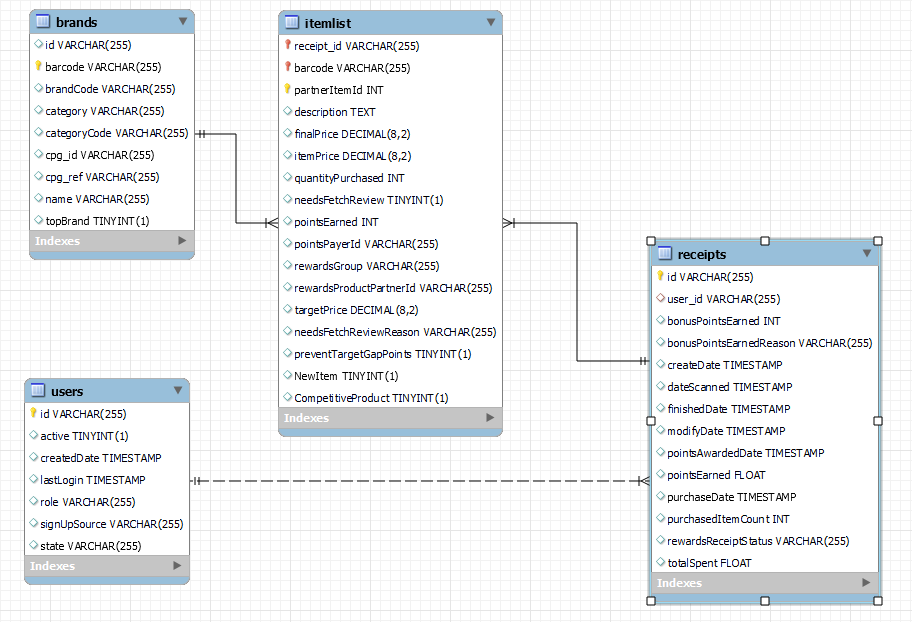 brands
id VARCHAR(255)
barcode VARCHAR(255)
brandCode VARCHAR(255)
category VARCHAR(255)
categoryCode VARCHAR(255)
cpg_id VARCHAR(255)
cpg_ref VARCHAR(255)
name VARCHAR(255)
topBrand TINYINT(1)
Indexes
itemlist
receipt_id VARCHAR(255)
barcode VARCHAR(255)
partnerItemId INT
description TEXT
finalPrice DECIMAL(8,2)
itemPrice DECIMAL(8,2)
quantityPurchased INT
needsFetchReview TINYINT(1)
pointsEarned INT
pointsPayerId VARCHAR(255)
rewardsGroup VARCHAR(255)
rewardsProductPartnerId VARCHAR(255)
targetPrice DECIMAL(8,2)
needsFetchReviewReason VARCHAR(255)
preventTargetGapPoints TINYINT(1)
NewItem TINYINT(1)
CompetitiveProduct TINYINT(1)
Indexes
users
id VARCHAR(255)
active TINYINT(1)
createdDate TIMESTAMP
lastLogin TIMESTAMP
role VARCHAR(255)
signUpSource VARCHAR(255)
state VARCHAR(255)
Indexes
receipts
id VARCHAR(255)
user_id VARCHAR(255)
bonusPointsEarned INT
bonusPointsEarnedReason VARCHAR(255)
createDate TIMESTAMP
dateScanned TIMESTAMP
finishedDate TIMESTAMP
modifyDate TIMESTAMP
pointsAwardedDate TIMESTAMP
pointsEarned FLOAT
purchaseDate TIMESTAMP
purchasedItemCount INT
rewardsReceiptStatus VARCHAR(255)
totalSpent FLOAT
Indexes